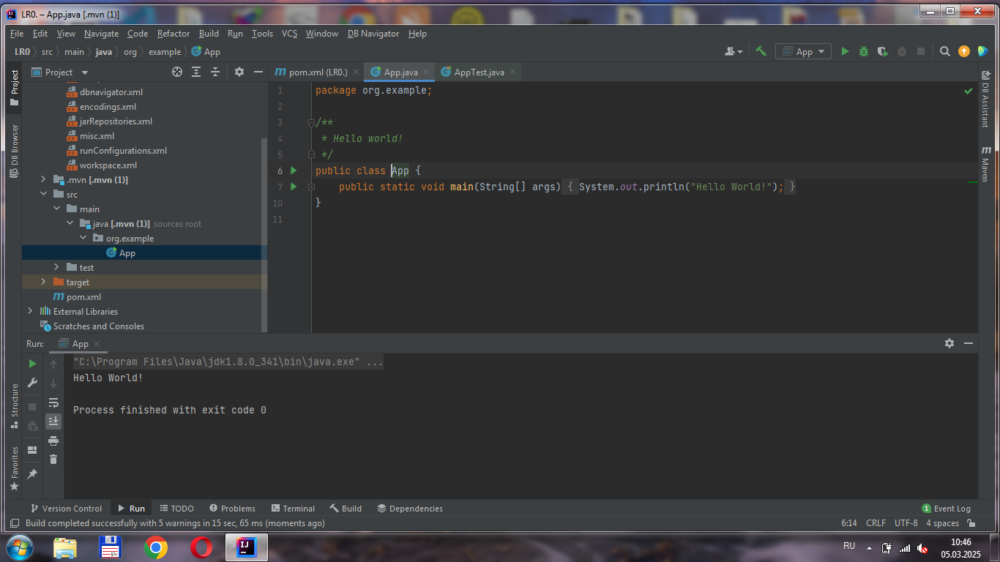 LR0. – App.java [.mvn (1)]
File Edit View Navigate Code Refactor Build Run Tools VCS Window DB Navigator Help
LR0 src main java org example App
App
Project
pom.xml (LR0.) App.java AppTest.java
Project
DB Browser
Structure
Favorites
dbnavigator.xml
encodings.xml
jarRepositories.xml
misc.xml
runConfigurations.xml
workspace.xml
.mvn [.mvn (1)]
src
main
java [.mvn (1)] sources root
org.example
App
test
target
pom.xml
External Libraries
Scratches and Consoles
1 package org.example;
2
3 /**
4 * Hello world!
5 */
6 public class App {
7 public static void main(String[] args) { System.out.println("Hello World!"); }
10 }
11
DB Assistant
Maven
Run: App
"C:\Program Files\Java\jdk1.8.0_341\bin\java.exe" ...
Hello World!
Process finished with exit code 0
Version Control Run TODO Problems Terminal Build Dependencies 1 Event Log
Build completed successfully with 5 warnings in 15 sec, 65 ms (moments ago) 6:14 CRLF UTF-8 4 spaces
64
IJ
RU
10:46
05.03.2025